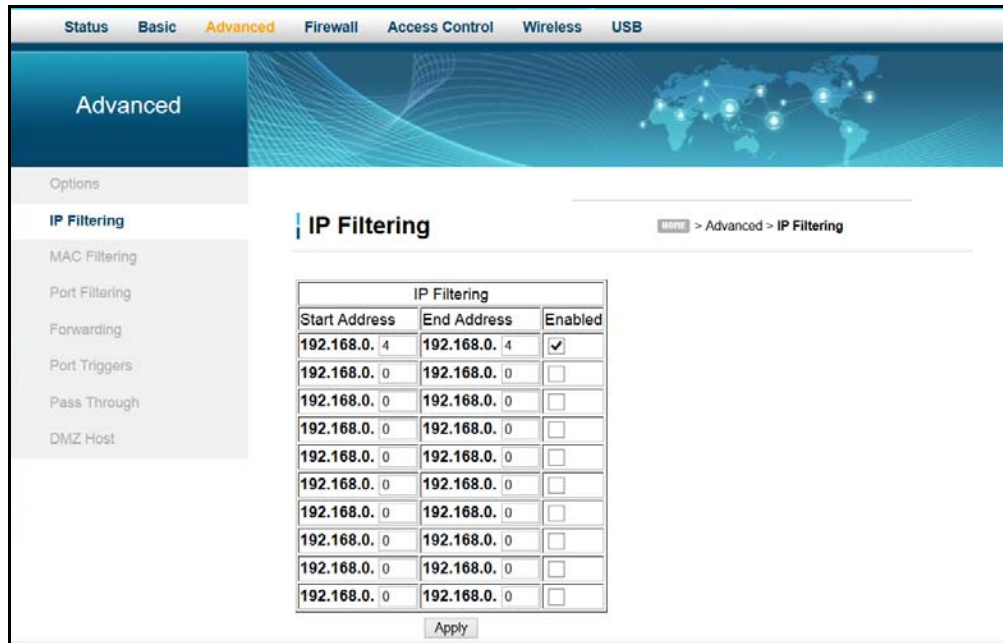 Status Basic Advanced Firewall Access Control Wireless USB
Advanced
Options
IP Filtering
MAC Filtering
Port Filtering
Forwarding
Port Triggers
Pass Through
DMZ Host
IP Filtering
HOME > Advanced > IP Filtering
IP Filtering
Start Address End Address Enabled
192.168.0. 4 192.168.0. 4
192.168.0. 0 192.168.0. 0
192.168.0. 0 192.168.0. 0
192.168.0. 0 192.168.0. 0
192.168.0. 0 192.168.0. 0
192.168.0. 0 192.168.0. 0
192.168.0. 0 192.168.0. 0
192.168.0. 0 192.168.0. 0
192.168.0. 0 192.168.0. 0
192.168.0. 0 192.168.0. 0
Apply